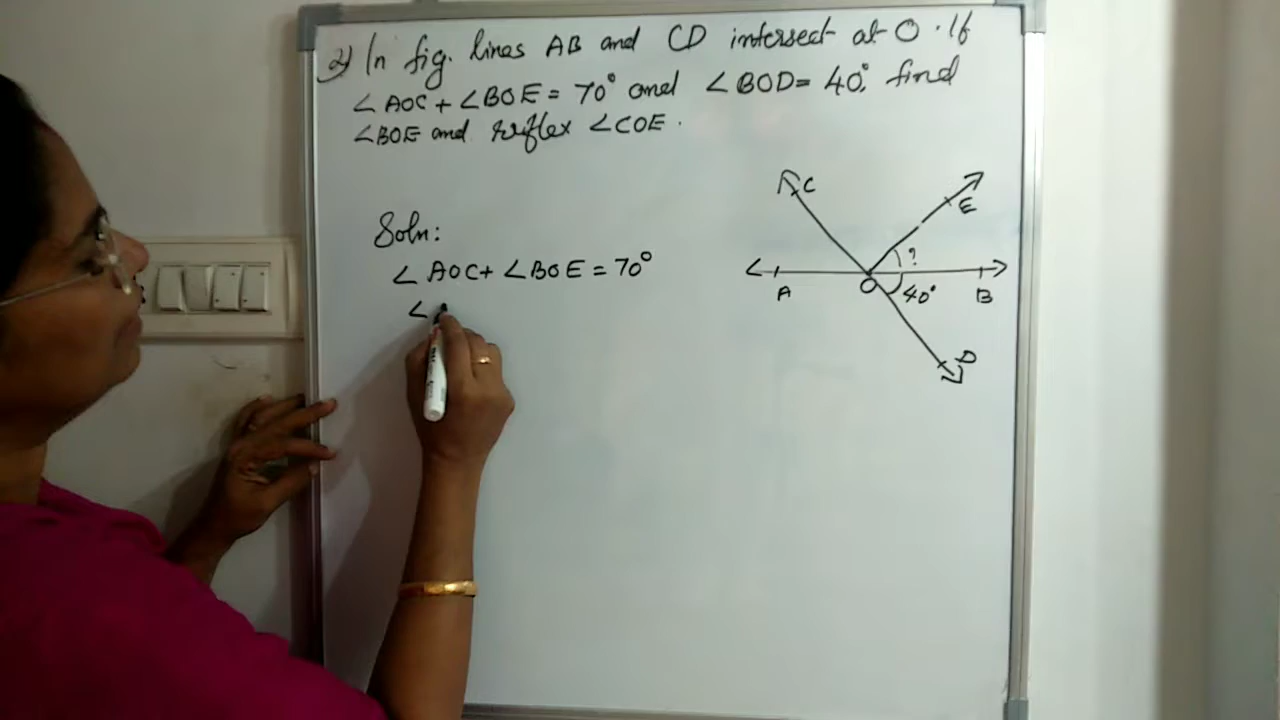 2) In fig. lines AB and CD intersect at O. If
∠AOC + ∠BOE = 70° and ∠BOD = 40°, find
∠BOE and reflex ∠COE.
Soln:
∠AOC + ∠BOE = 70°
∠
C
E
?
A
O
40°
B
D